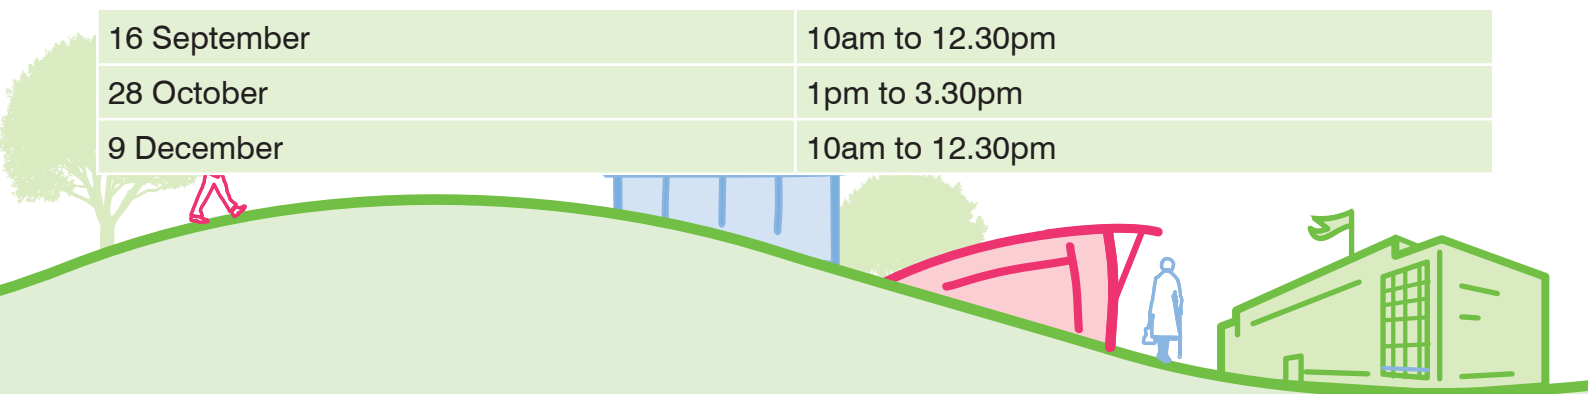 16 September 10am to 12.30pm
28 October 1pm to 3.30pm
9 December 10am to 12.30pm